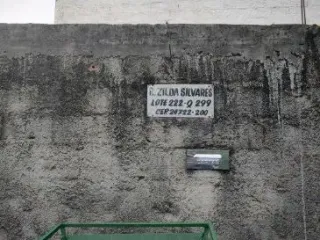 R. ZILDA SILVARES
LOTE 222-Q 299
CEP 24722-200